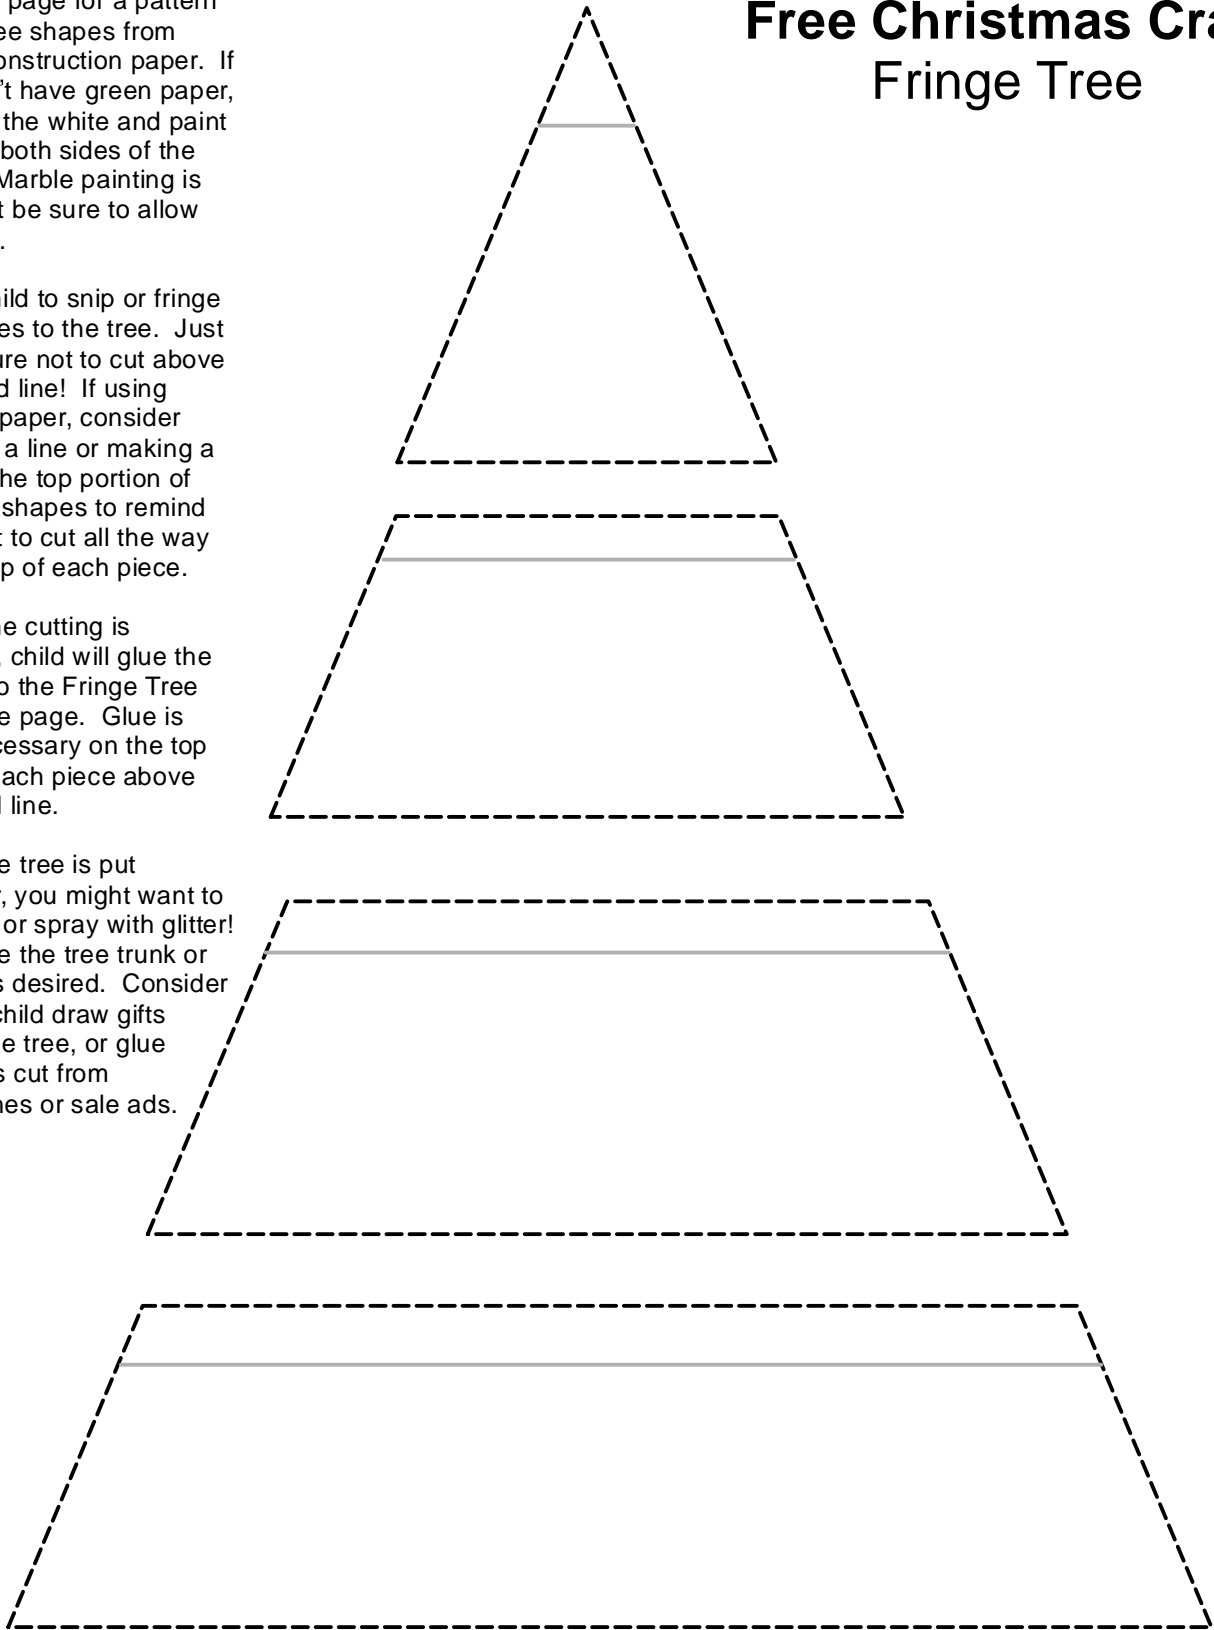 Free Christmas Cra
Fringe Tree
page for a pattern
ee shapes from
onstruction paper. If
't have green paper,
the white and paint
both sides of the
Marble painting is
t be sure to allow
.
ild to snip or fringe
es to the tree. Just
ure not to cut above
d line! If using
paper, consider
a line or making a
he top portion of
shapes to remind
t to cut all the way
p of each piece.
he cutting is
, child will glue the
o the Fringe Tree
e page. Glue is
cessary on the top
ach piece above
d line.
e tree is put
r, you might want to
or spray with glitter!
e the tree trunk or
s desired. Consider
child draw gifts
e tree, or glue
s cut from
nes or sale ads.